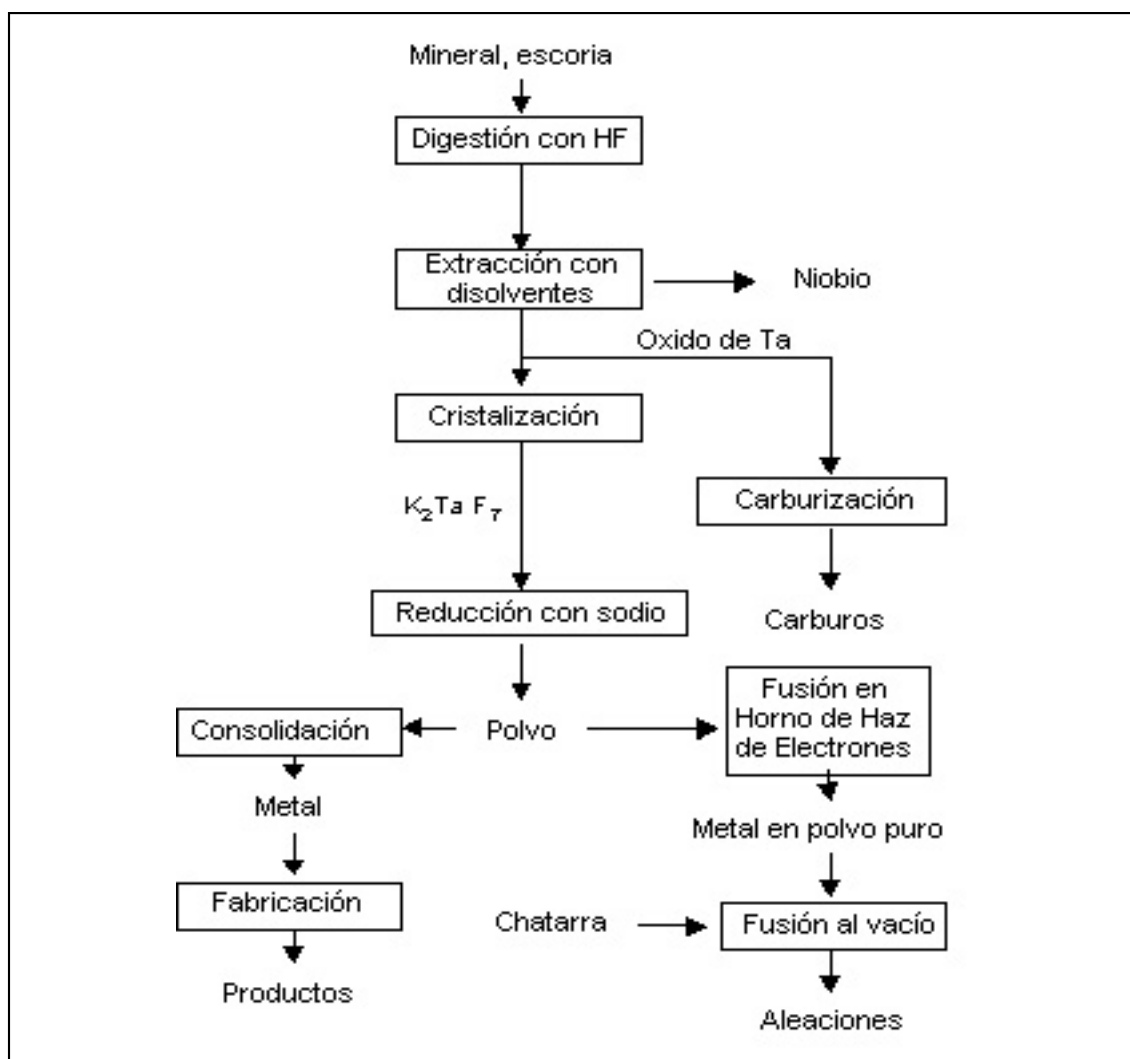 Mineral, escoria
Digestión con HF
Extracción con
disolventes
Niobio
Oxido de Ta
Cristalización
Carburización
K₂Ta F₇
Reducción con sodio
Carburos
Fusión en
Horno de Haz
de Electrones
Consolidación
Polvo
Metal
Metal en polvo puro
Fabricación
Chatarra
Fusión al vacío
Productos
Aleaciones